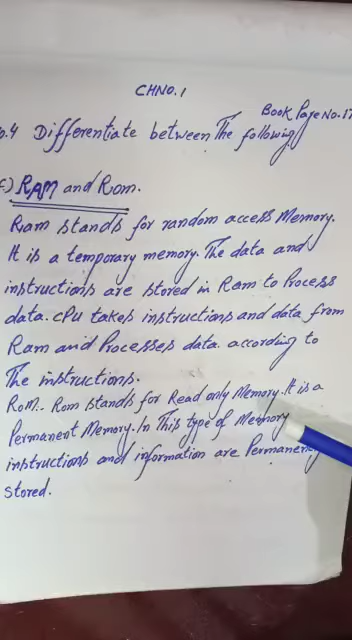 CHNO.1
Book Page No.17
.4 Differentiate between The following
) RAM and Rom.
Ram stands for random access Memory.
It is a temporary memory. The data and
instructions are stored in Ram to Process
data. CPU takes instructions and data from
Ram and Processes data according to
The instructions.
ROM:- Rom stands for Read only Memory. It is a
Permanent Memory. In This type of Memory
instructions and information are Permanently
stored.